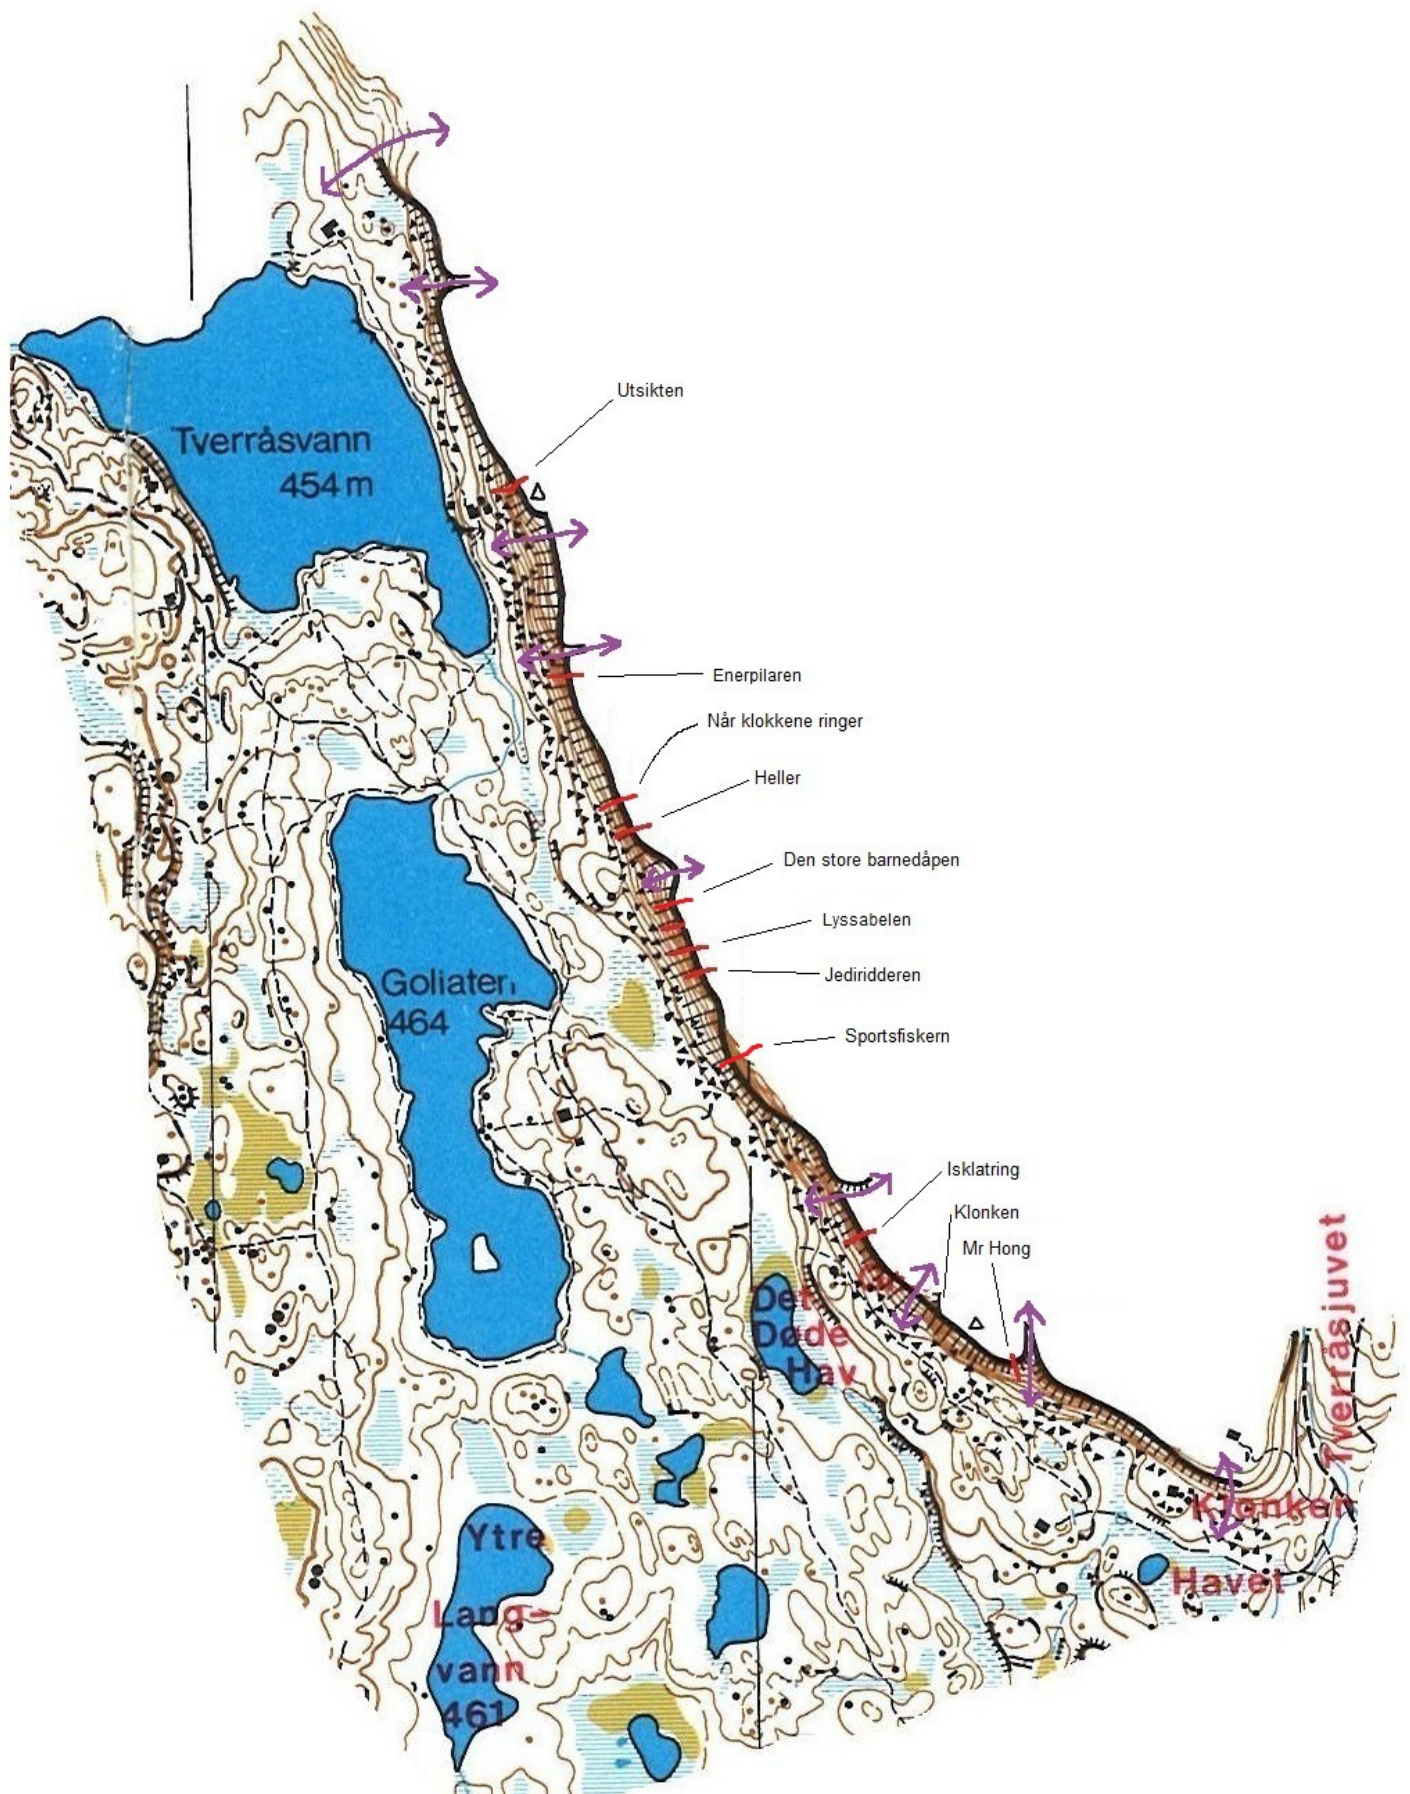 Utsikten
Tverråsvann
454 m
Enerpilaren
Når klokkene ringer
Heller
Den store barnedåpen
Lyssabelen
Goliaten
464
Jediridderen
Sportsfiskern
Isklatring
Klonken
Mr Hong
Tverråsjuvet
Det
Døde
Hav
Klonken
Ytre
Havet
Lang-
vann
461